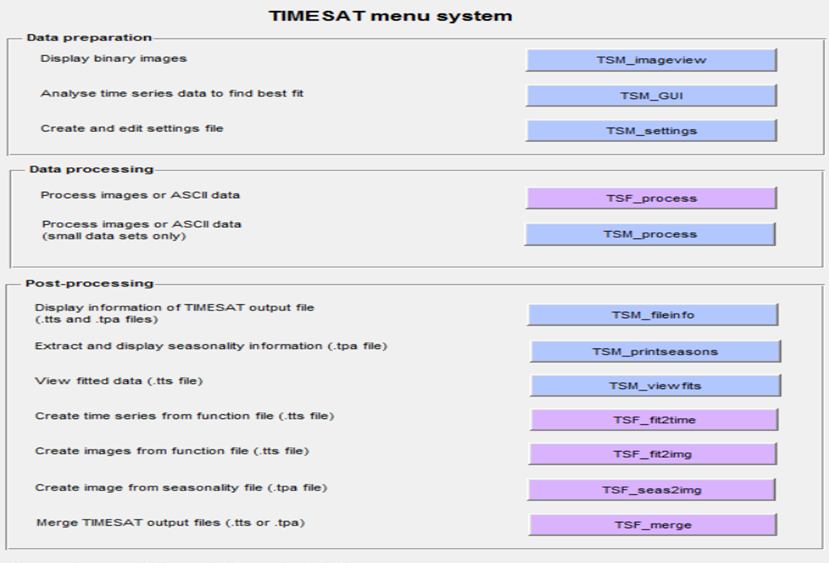 TIMESAT menu system
Data preparation
Display binary images TSM_imageview
Analyse time series data to find best fit TSM_GUI
Create and edit settings file TSM_settings
Data processing
Process images or ASCII data TSF_process
Process images or ASCII data
(small data sets only) TSM_process
Post-processing
Display information of TIMESAT output file
(.tts and .tpa files) TSM_fileinfo
Extract and display seasonality information (.tpa file) TSM_printseasons
View fitted data (.tts file) TSM_viewfits
Create time series from function file (.tts file) TSF_fit2time
Create images from function file (.tts file) TSF_fit2img
Create image from seasonality file (.tpa file) TSF_seas2img
Merge TIMESAT output files (.tts or .tpa) TSF_merge